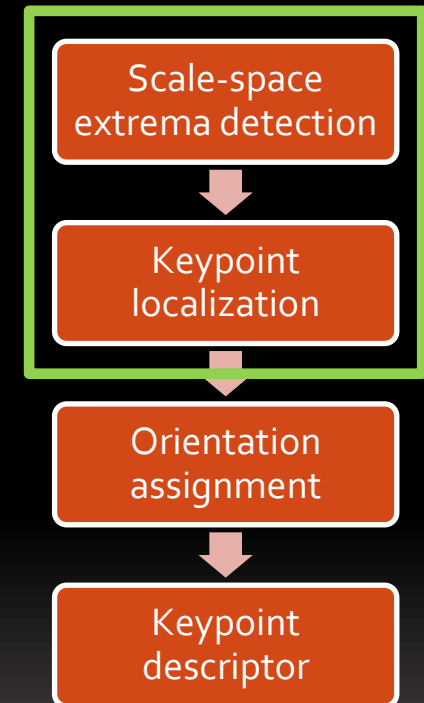 Scale-space
extrema detection
Keypoint
localization
Orientation
assignment
Keypoint
descriptor